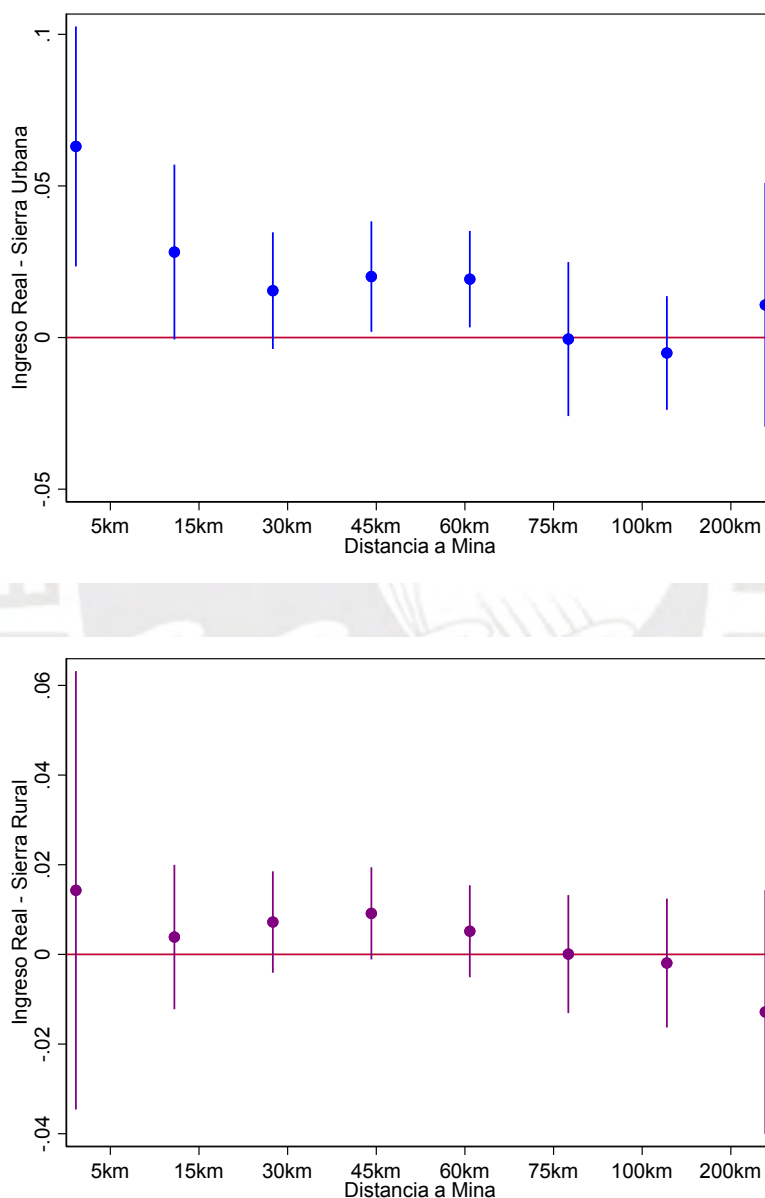 .1
.05
0
-.05
Ingreso Real - Sierra Urbana
5km 15km 30km 45km 60km 75km 100km 200km
Distancia a Mina
.06
.04
.02
0
-.02
-.04
Ingreso Real - Sierra Rural
5km 15km 30km 45km 60km 75km 100km 200km
Distancia a Mina